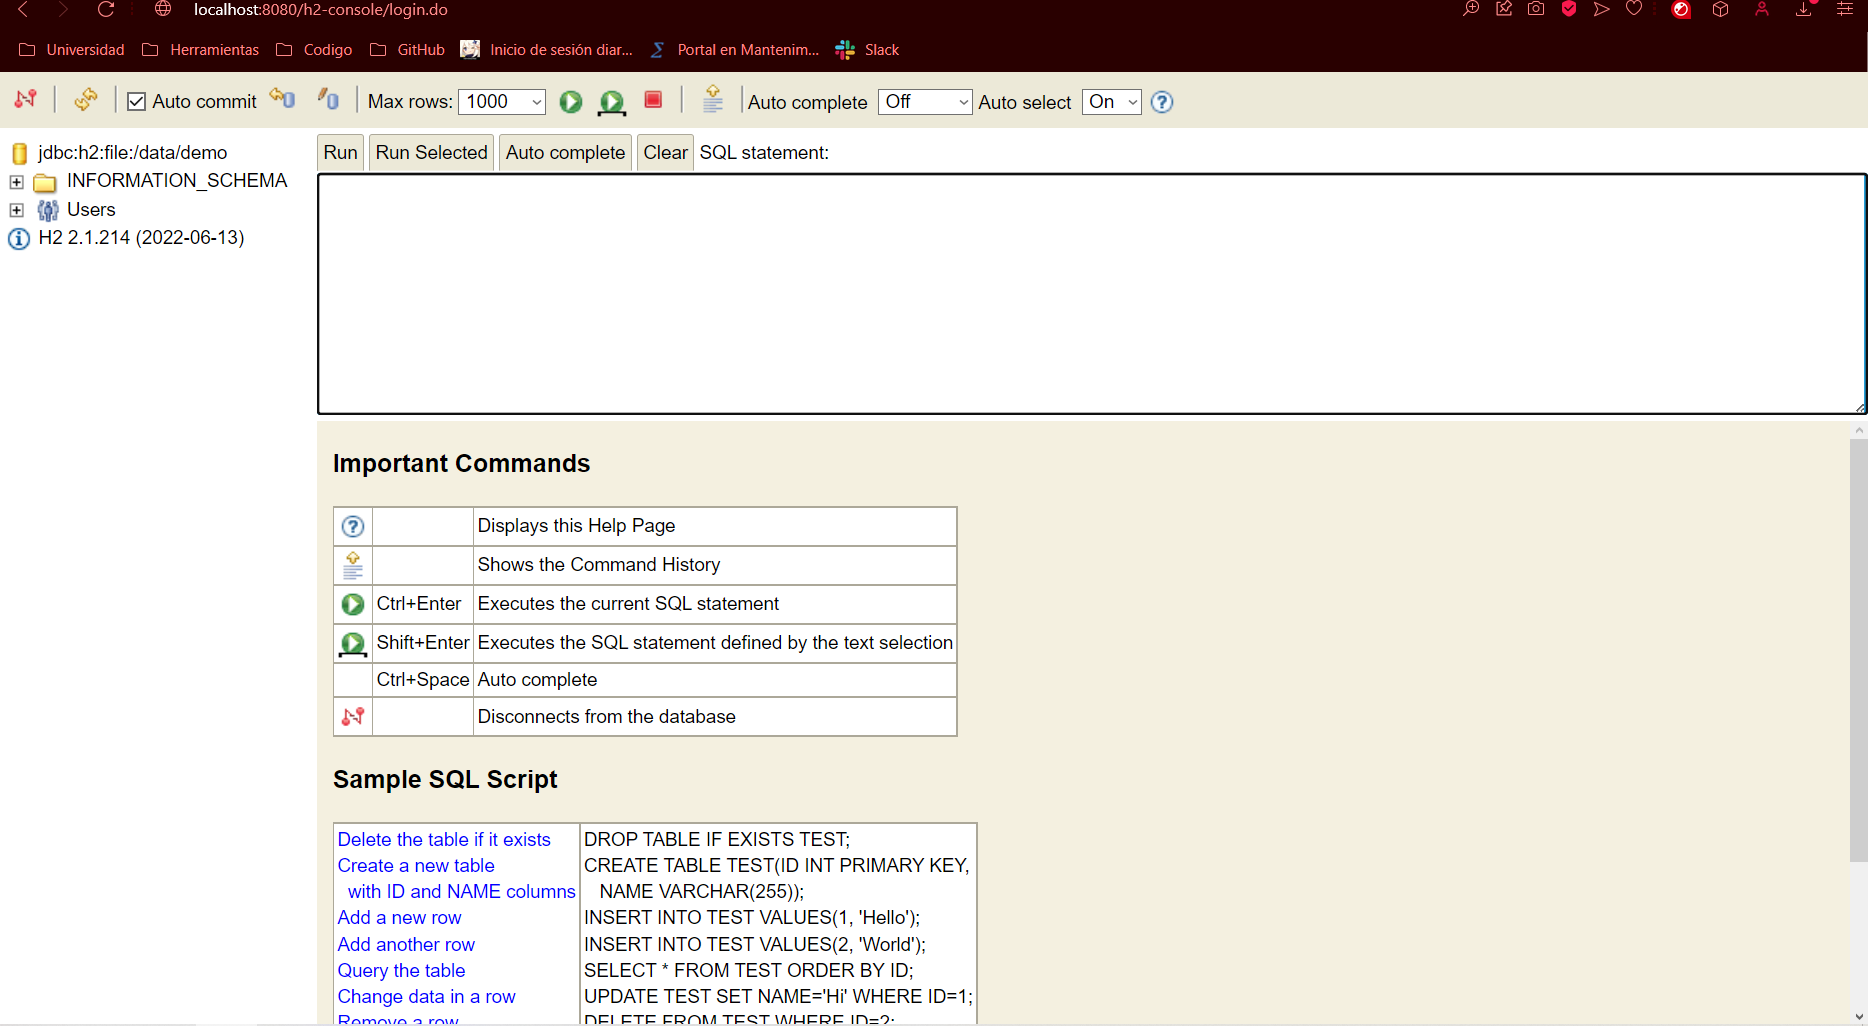 localhost:8080/h2-console/login.do
Universidad Herramientas Codigo GitHub Inicio de sesión diar... Portal en Mantenim... Slack
Auto commit Max rows: 1000 Auto complete Off Auto select On
jdbc:h2:file:/data/demo
INFORMATION_SCHEMA
Users
H2 2.1.214 (2022-06-13)
Run Run Selected Auto complete Clear SQL statement:
Important Commands
Displays this Help Page
Shows the Command History
Ctrl+Enter Executes the current SQL statement
Shift+Enter Executes the SQL statement defined by the text selection
Ctrl+Space Auto complete
Disconnects from the database
Sample SQL Script
Delete the table if it exists DROP TABLE IF EXISTS TEST;
Create a new table CREATE TABLE TEST(ID INT PRIMARY KEY,
with ID and NAME columns NAME VARCHAR(255));
Add a new row INSERT INTO TEST VALUES(1, 'Hello');
Add another row INSERT INTO TEST VALUES(2, 'World');
Query the table SELECT * FROM TEST ORDER BY ID;
Change data in a row UPDATE TEST SET NAME='Hi' WHERE ID=1;
Remove a row DELETE FROM TEST WHERE ID=2;